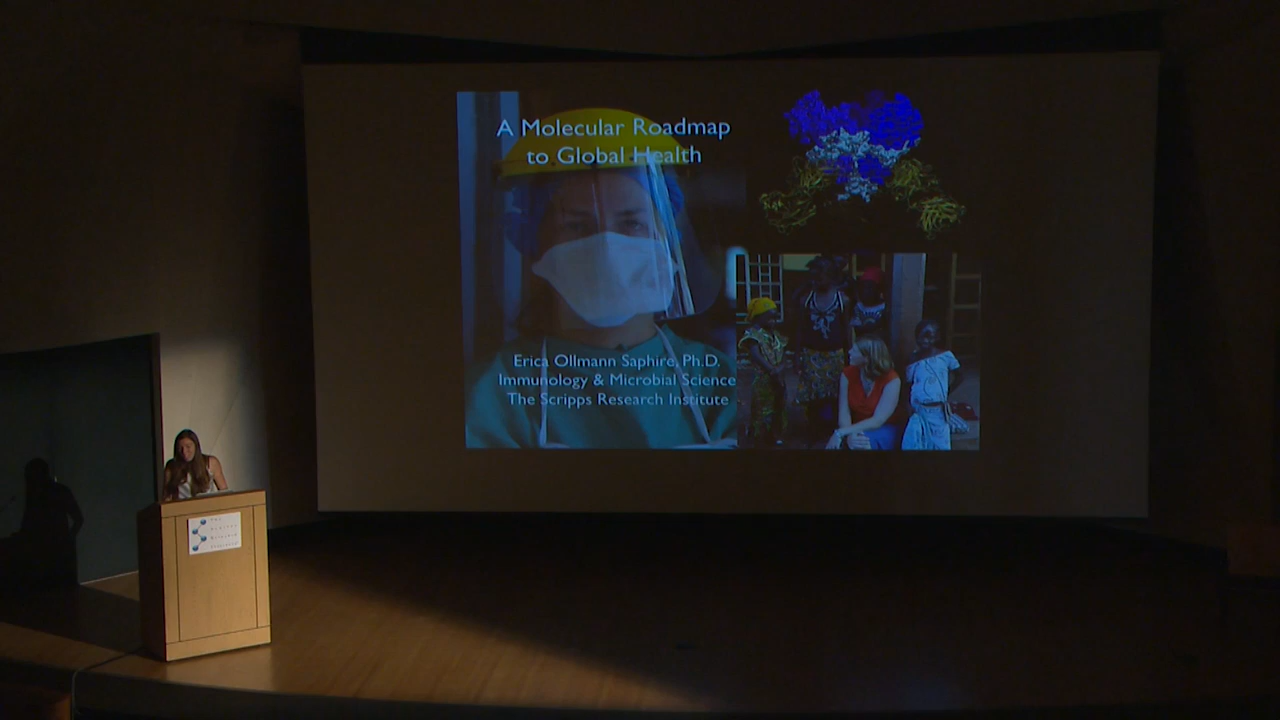 A Molecular Roadmap
to Global Health
Erica Ollmann Saphire, Ph.D.
Immunology & Microbial Science
The Scripps Research Institute